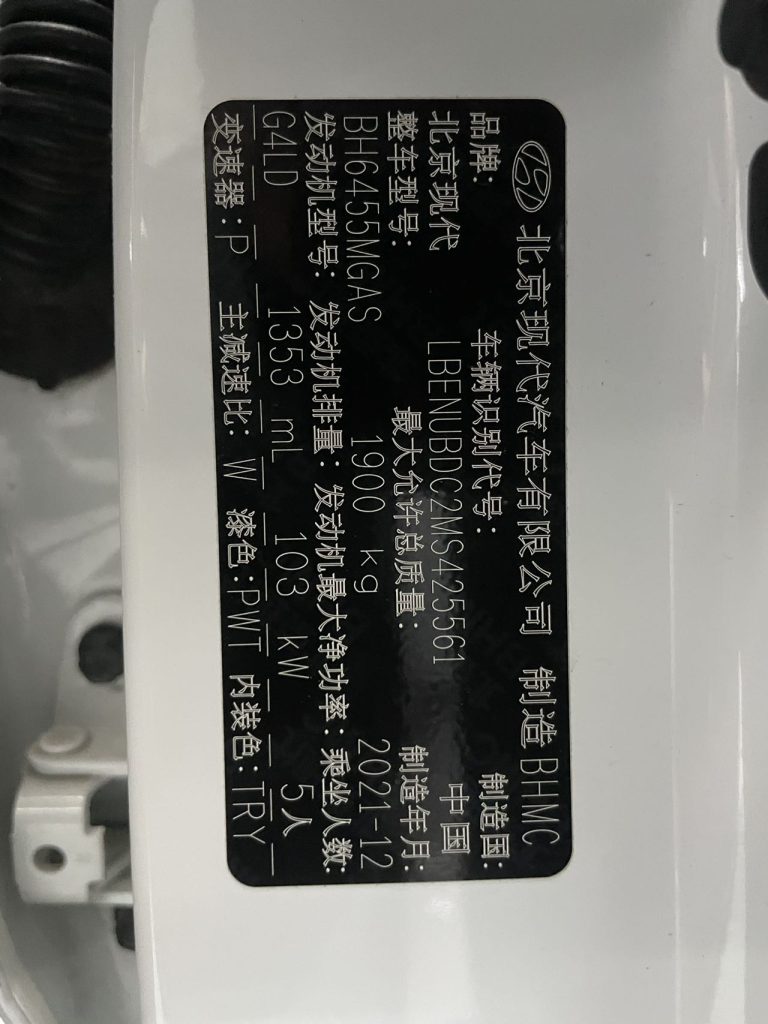 北京现代汽车有限公司 制造 BHMC
品牌: 车辆识别代号: 制造国:
北京现代 LBENUBDC2MS425561 中国
整车型号: 最大允许总质量: 制造年月:
BH6455MGAS 1900 kg 2021-12
发动机型号: 发动机排量: 发动机最大净功率: 乘坐人数:
G4LD 1353 mL 103 kW 5人
变速器:P 主减速比: W 漆色:PWT 内装色:TRY